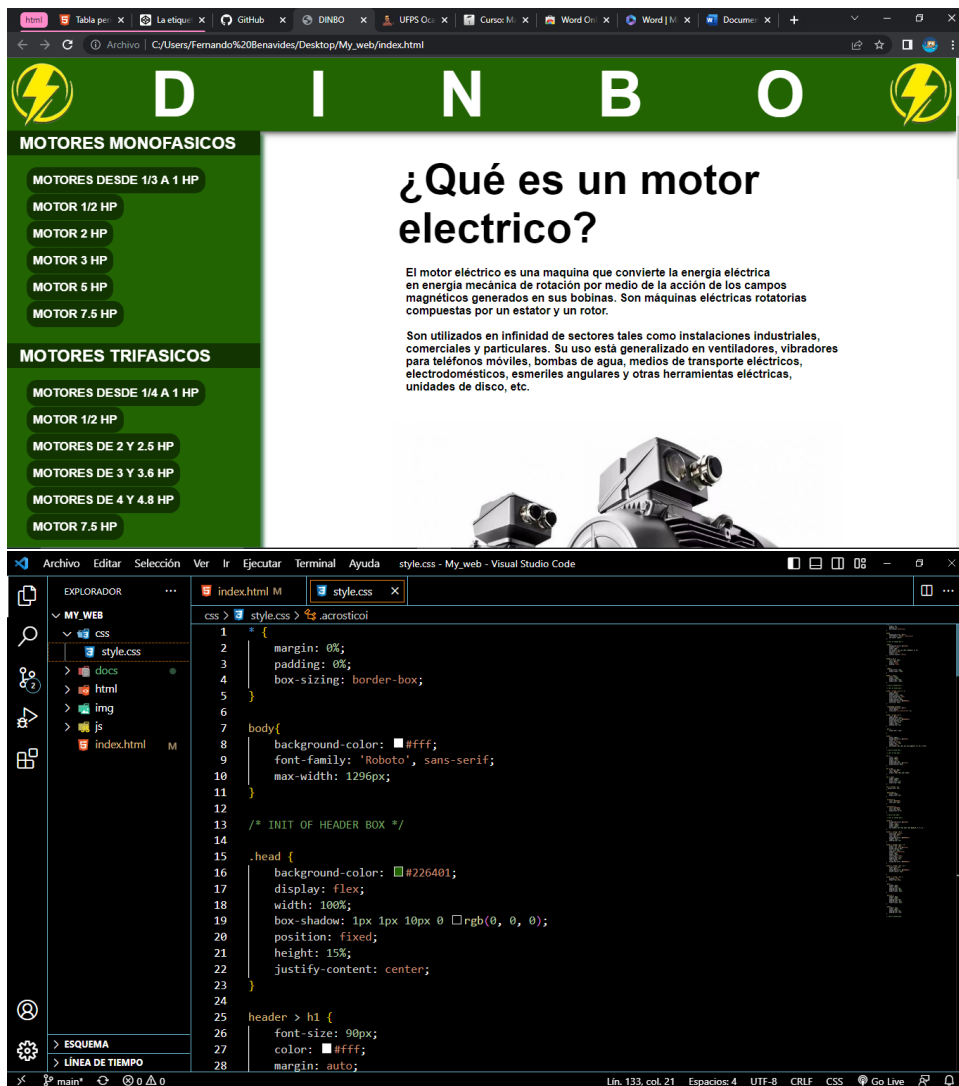 html
Tabla per
La etique
GitHub
DINBO
UFPS Oca
Curso: M
Word Onl
Word | M
Documen
Archivo | C:/Users/Fernando%20Benavides/Desktop/My_web/index.html
D I N B O
MOTORES MONOFASICOS
MOTORES DESDE 1/3 A 1 HP
MOTOR 1/2 HP
MOTOR 2 HP
MOTOR 3 HP
MOTOR 5 HP
MOTOR 7.5 HP
MOTORES TRIFASICOS
MOTORES DESDE 1/4 A 1 HP
MOTOR 1/2 HP
MOTORES DE 2 Y 2.5 HP
MOTORES DE 3 Y 3.6 HP
MOTORES DE 4 Y 4.8 HP
MOTOR 7.5 HP
¿Qué es un motor
electrico?
El motor eléctrico es una maquina que convierte la energía eléctrica
en energía mecánica de rotación por medio de la acción de los campos
magnéticos generados en sus bobinas. Son máquinas eléctricas rotatorias
compuestas por un estator y un rotor.
Son utilizados en infinidad de sectores tales como instalaciones industriales,
comerciales y particulares. Su uso está generalizado en ventiladores, vibradores
para teléfonos móviles, bombas de agua, medios de transporte eléctricos,
electrodomésticos, esmeriles angulares y otras herramientas eléctricas,
unidades de disco, etc.
Archivo Editar Selección Ver Ir Ejecutar Terminal Ayuda style.css - My_web - Visual Studio Code
EXPLORADOR
MY_WEB
css
style.css
docs
html
img
js
index.html M
ESQUEMA
LÍNEA DE TIEMPO
2
index.html M
style.css
css > style.css > .acrosticoi
1 * {
2 margin: 0%;
3 padding: 0%;
4 box-sizing: border-box;
5 }
6
7 body{
8 background-color: #fff;
9 font-family: 'Roboto', sans-serif;
10 max-width: 1296px;
11 }
12
13 /* INIT OF HEADER BOX */
14
15 .head {
16 background-color: #226401;
17 display: flex;
18 width: 100%;
19 box-shadow: 1px 1px 10px 0 rgb(0, 0, 0);
20 position: fixed;
21 height: 15%;
22 justify-content: center;
23 }
24
25 header > h1 {
26 font-size: 90px;
27 color: #fff;
28 margin: auto;
main* 0 0 Lín. 133, col. 21 Espacios: 4 UTF-8 CRLF CSS Go Live